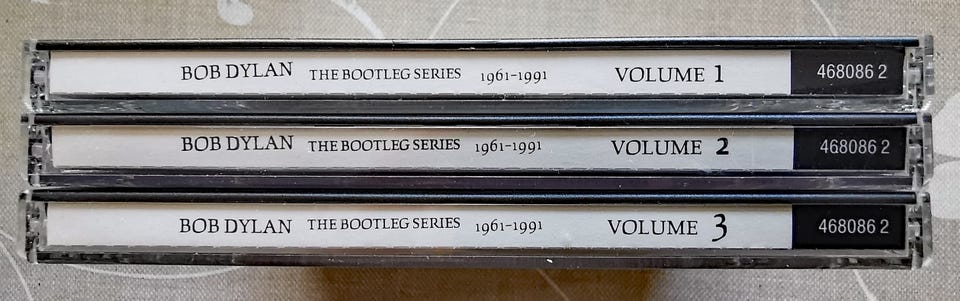 BOB DYLAN THE BOOTLEG SERIES 1961-1991 VOLUME 1 468086 2
BOB DYLAN THE BOOTLEG SERIES 1961-1991 VOLUME 2 468086 2
BOB DYLAN THE BOOTLEG SERIES 1961-1991 VOLUME 3 468086 2